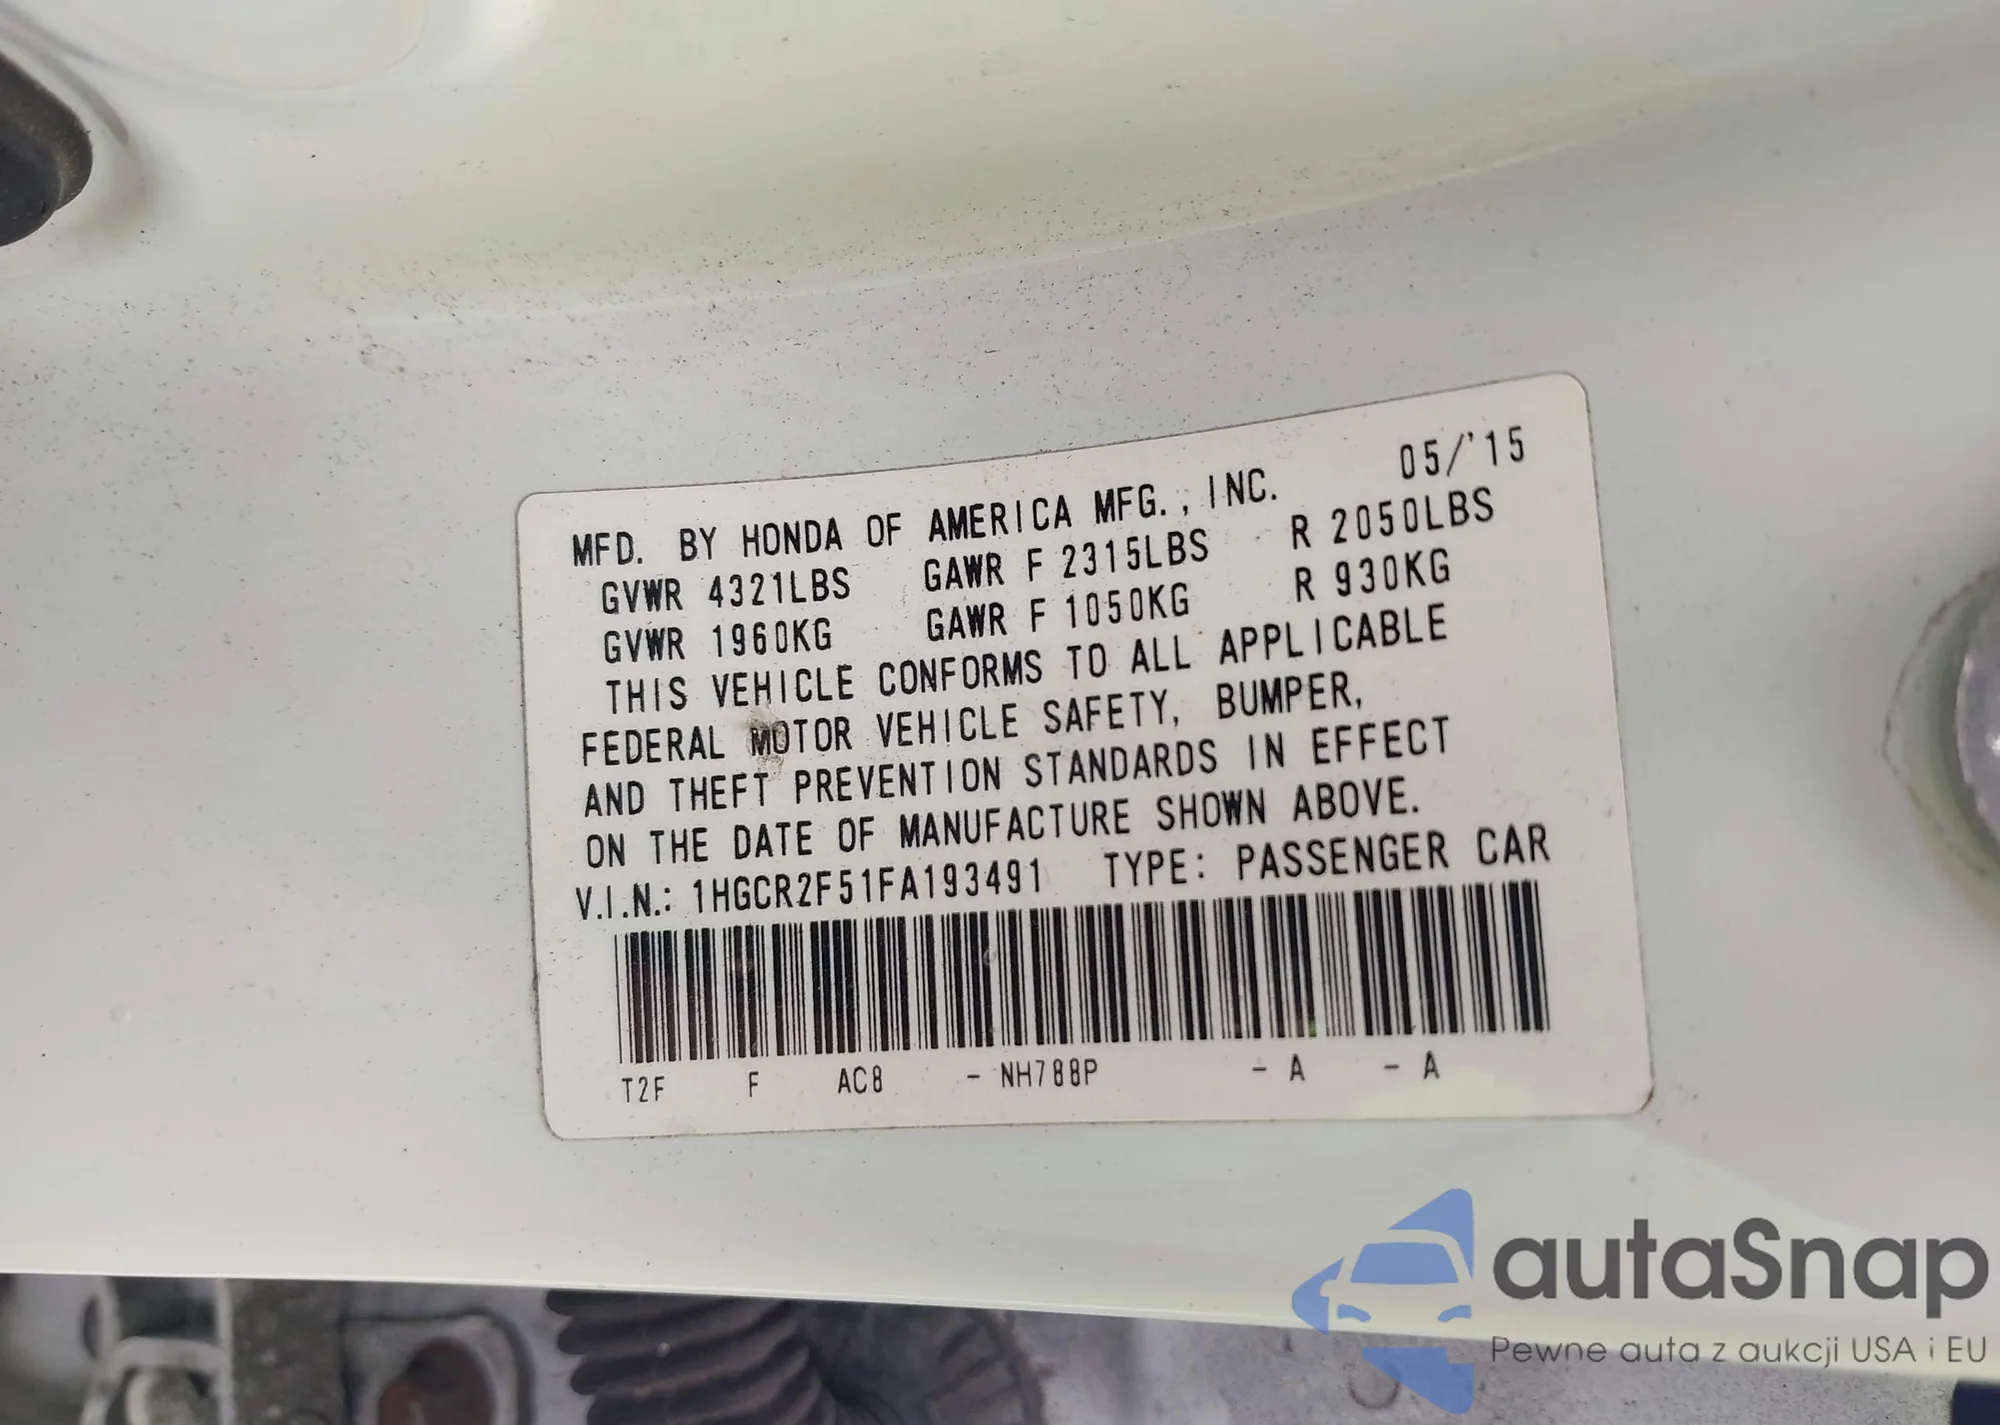 MFD. BY HONDA OF AMERICA MFG., INC. 05/'15
GVWR 4321LBS GAWR F 2315LBS R 2050LBS
GVWR 1960KG GAWR F 1050KG R 930KG
THIS VEHICLE CONFORMS TO ALL APPLICABLE
FEDERAL MOTOR VEHICLE SAFETY, BUMPER,
AND THEFT PREVENTION STANDARDS IN EFFECT
ON THE DATE OF MANUFACTURE SHOWN ABOVE.
V.I.N.: 1HGCR2F51FA193491 TYPE: PASSENGER CAR
T2F F AC8 - NH788P - A - A
autaSnap
Pewne auta z aukcji USA i EU